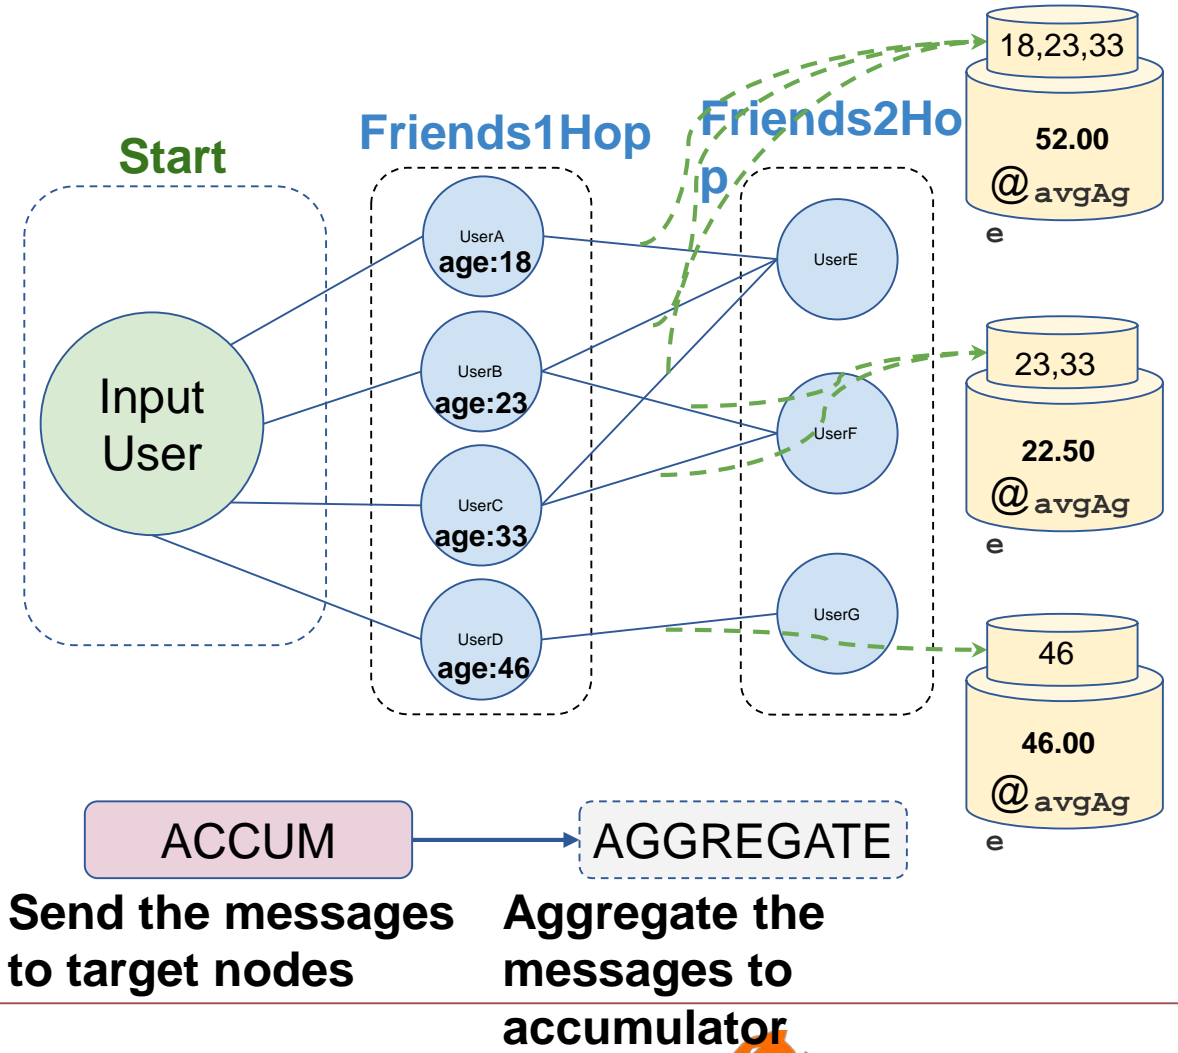 18,23,33
52.00
@avgAg
e
Start
Friends1Hop
Friends2Ho
p
UserA
age:18
UserB
age:23
UserC
age:33
UserD
age:46
Input
User
UserE
UserF
UserG
23,33
22.50
@avgAg
e
46
46.00
@avgAg
e
ACCUM
AGGREGATE
Send the messages
to target nodes
Aggregate the
messages to
accumulator